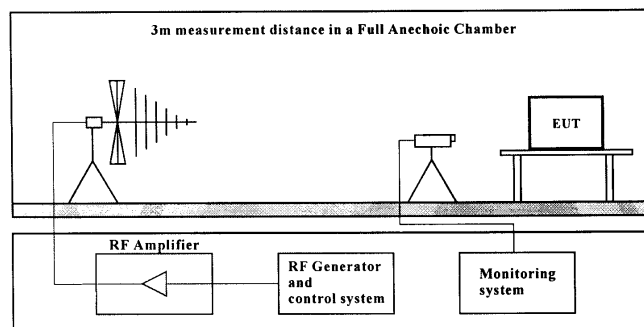 3m measurement distance in a Full Anechoic Chamber
EUT
RF Amplifier
RF Generator
and
control system
Monitoring
system